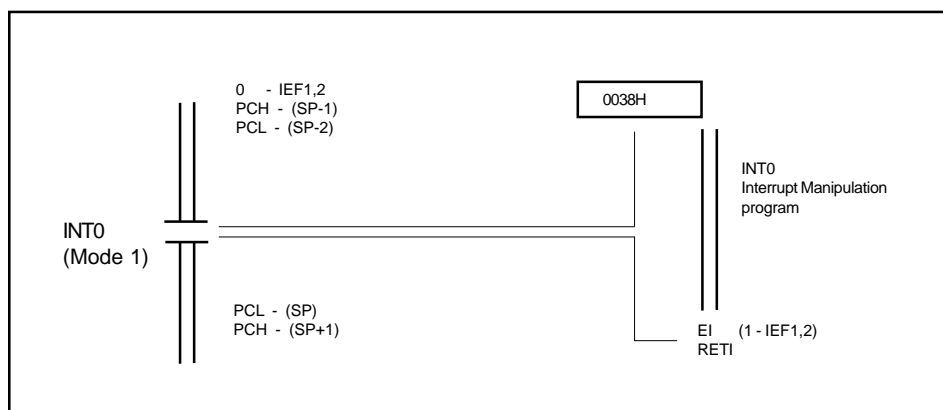 0 - IEF1,2
PCH - (SP-1)
PCL - (SP-2)
0038H
INT0
Interrupt Manipulation
program
INT0
(Mode 1)
PCL - (SP)
PCH - (SP+1)
EI (1 - IEF1,2)
RETI